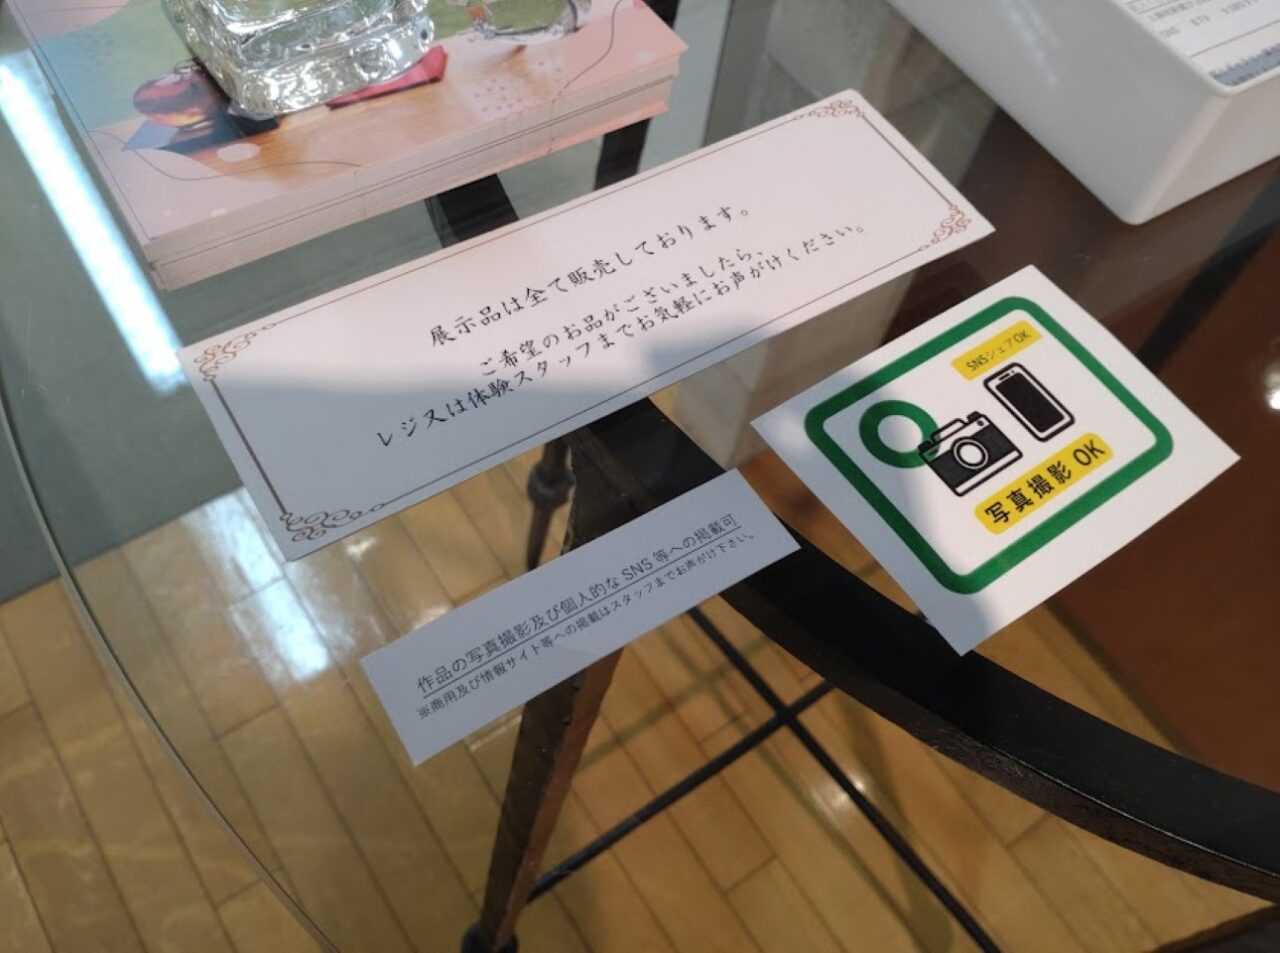 展示品は全て販売しております。
ご希望のお品がございましたら、
レジ又は体験スタッフまでお気軽にお声がけください。
SNSシェアOK
写真撮影 OK
作品の写真撮影及び個人的なSNS等への掲載可
※商用及び情報サイト等への掲載はスタッフまでお声がけ下さい。